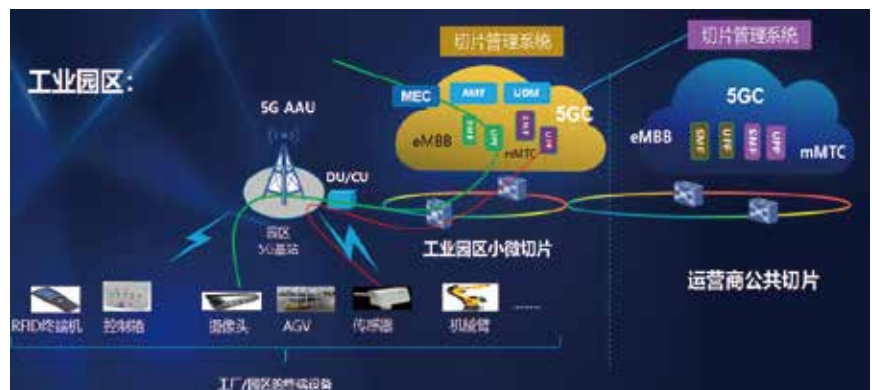 切片管理系统
切片管理系统
工业园区：
MEC
AMF
UDM
5GC
5GC
5G AAU
eMBB
SMF
UPF
SMF
UPF
mMTC
eMBB
SMF
UPF
SMF
UPF
mMTC
DU/CU
园区
5G基站
工业园区小微切片
运营商公共切片
RFID终端机
控制箱
摄像头
AGV
传感器
机械臂
......
工厂/园区的终端设备